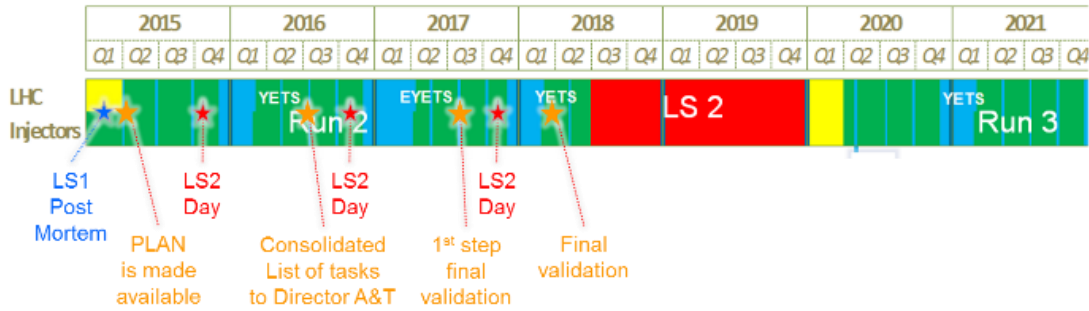 2015 2016 2017 2018 2019 2020 2021
Q1 Q2 Q3 Q4 Q1 Q2 Q3 Q4 Q1 Q2 Q3 Q4 Q1 Q2 Q3 Q4 Q1 Q2 Q3 Q4 Q1 Q2 Q3 Q4 Q1 Q2 Q3 Q4
LHC
Injectors
YETS
Run 2
EYETS
YETS
LS 2
YETS
Run 3
LS1
Post
Mortem
PLAN
is made
available
LS2
Day
Consolidated
List of tasks
to Director A&T
LS2
Day
1st step
final
validation
LS2
Day
Final
validation